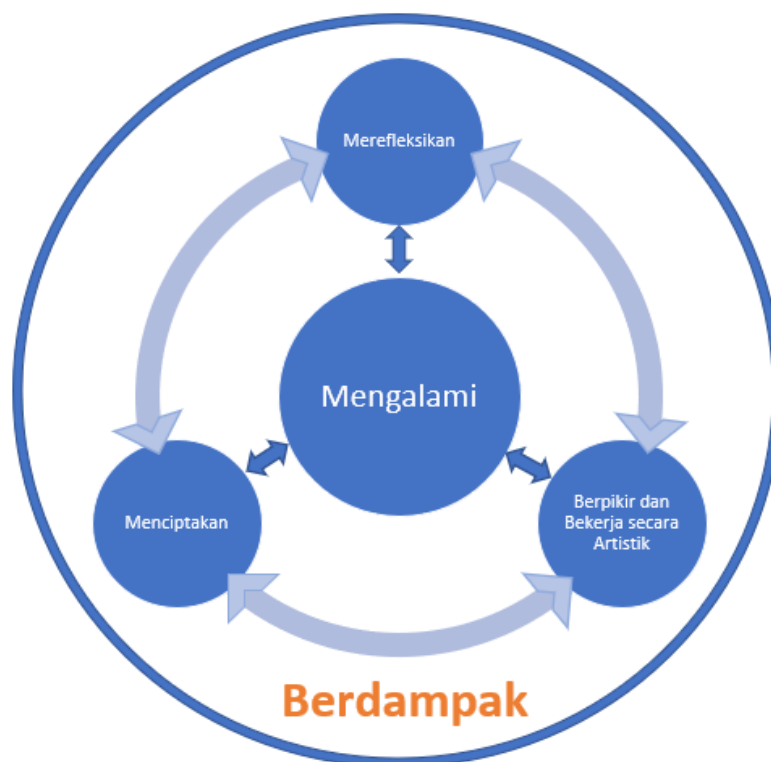 Merefleksikan
Mengalami
Menciptakan
Berpikir dan
Bekerja secara
Artistik
Berdampak